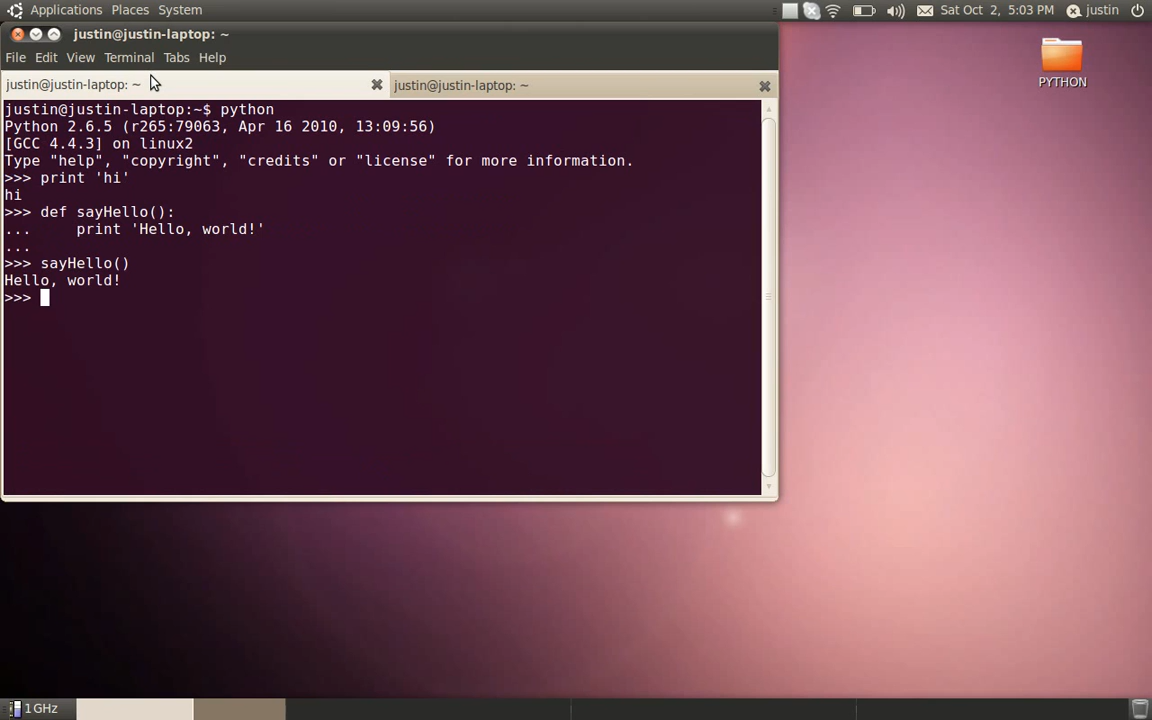 Applications Places System
Sat Oct 2, 5:03 PM justin
justin@justin-laptop: ~
File Edit View Terminal Tabs Help
justin@justin-laptop: ~
justin@justin-laptop: ~
justin@justin-laptop:~$ python
Python 2.6.5 (r265:79063, Apr 16 2010, 13:09:56)
[GCC 4.4.3] on linux2
Type "help", "copyright", "credits" or "license" for more information.
>>> print 'hi'
hi
>>> def sayHello():
...     print 'Hello, world!'
...
>>> sayHello()
Hello, world!
>>>
PYTHON
1 GHz